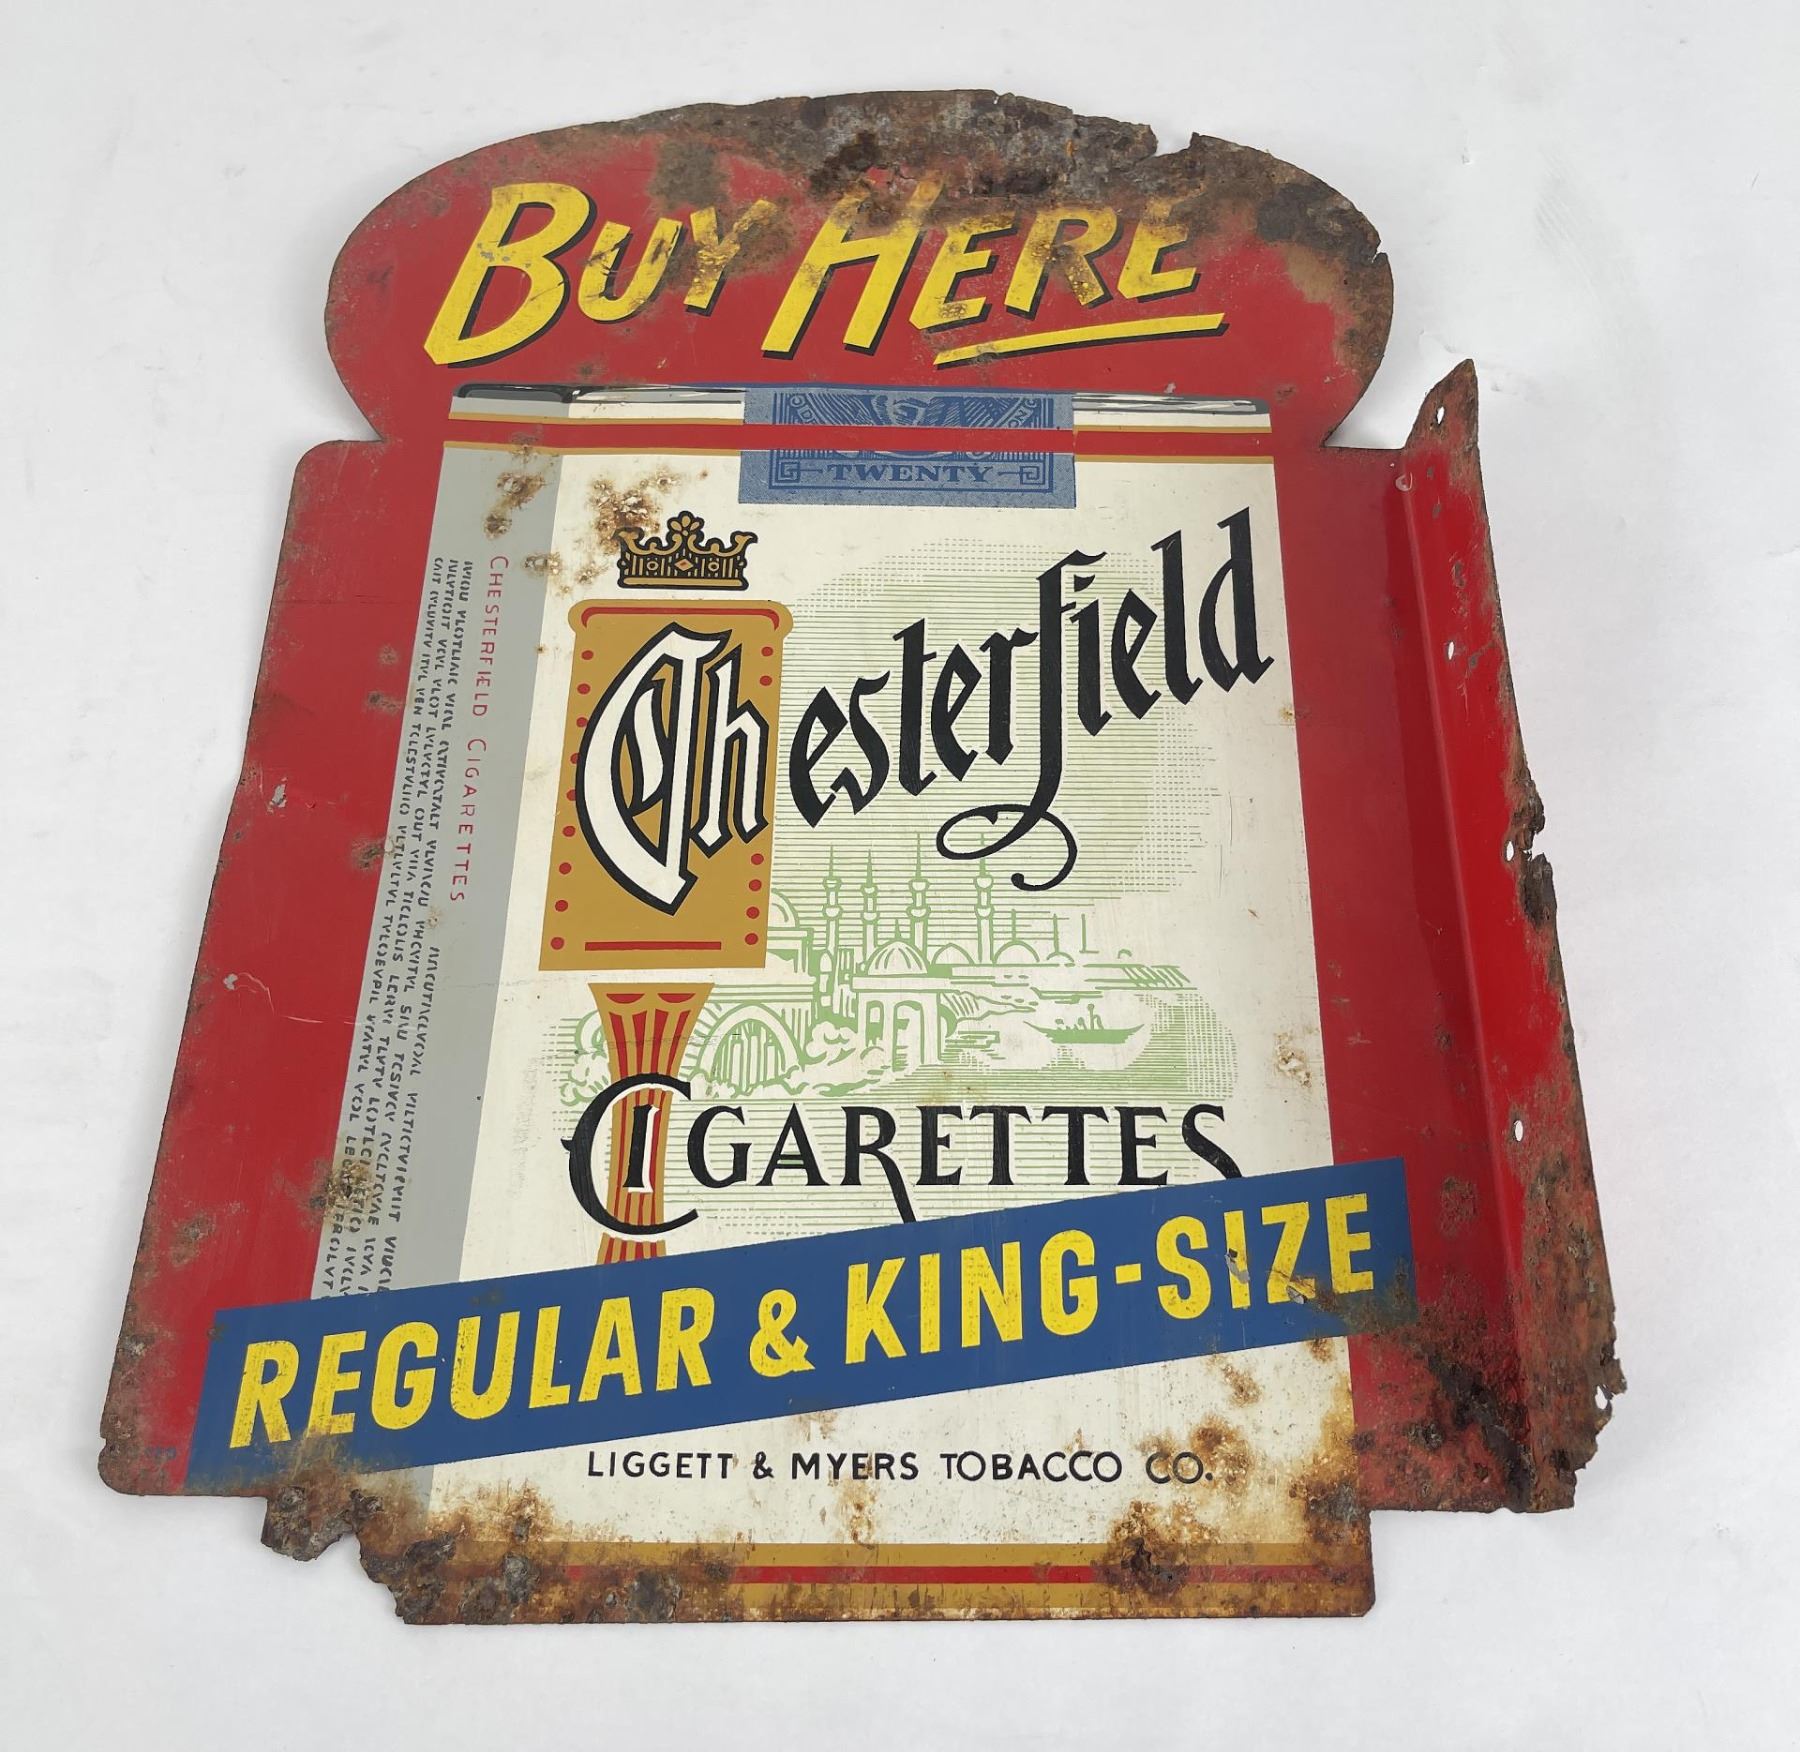 BUY HERE
TWENTY
CHESTERFIELD CIGARETTES
Chesterfield
CIGARETTES
REGULAR & KING-SIZE
LIGGETT & MYERS TOBACCO CO.